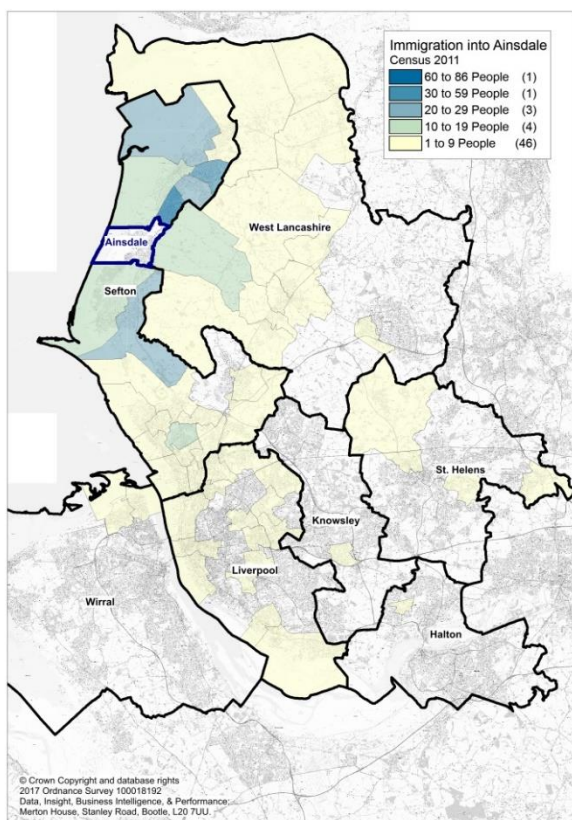 Immigration into Ainsdale
Census 2011
60 to 86 People (1)
30 to 59 People (1)
20 to 29 People (3)
10 to 19 People (4)
1 to 9 People (46)
West Lancashire
Ainsdale
Sefton
St. Helens
Knowsley
Liverpool
Wirral
Halton
© Crown Copyright and database rights
2017 Ordnance Survey 100018192
Data, Insight, Business Intelligence, & Performance;
Merton House, Stanley Road, Bootle, L20 7UU.